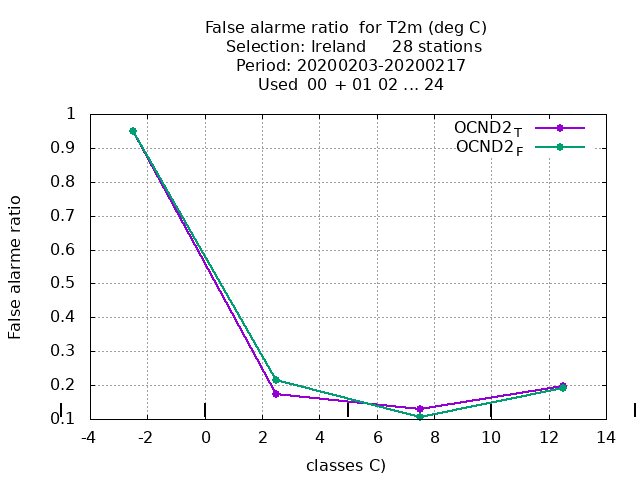 False alarme ratio  for T2m (deg C)
Selection: Ireland     28 stations
Period: 20200203-20200217
Used  00  + 01 02 ... 24
OCND2T
OCND2F
1
0.9
0.8
0.7
0.6
0.5
0.4
0.3
0.2
0.1
False alarme ratio
-4 -2 0 2 4 6 8 10 12 14
classes C)